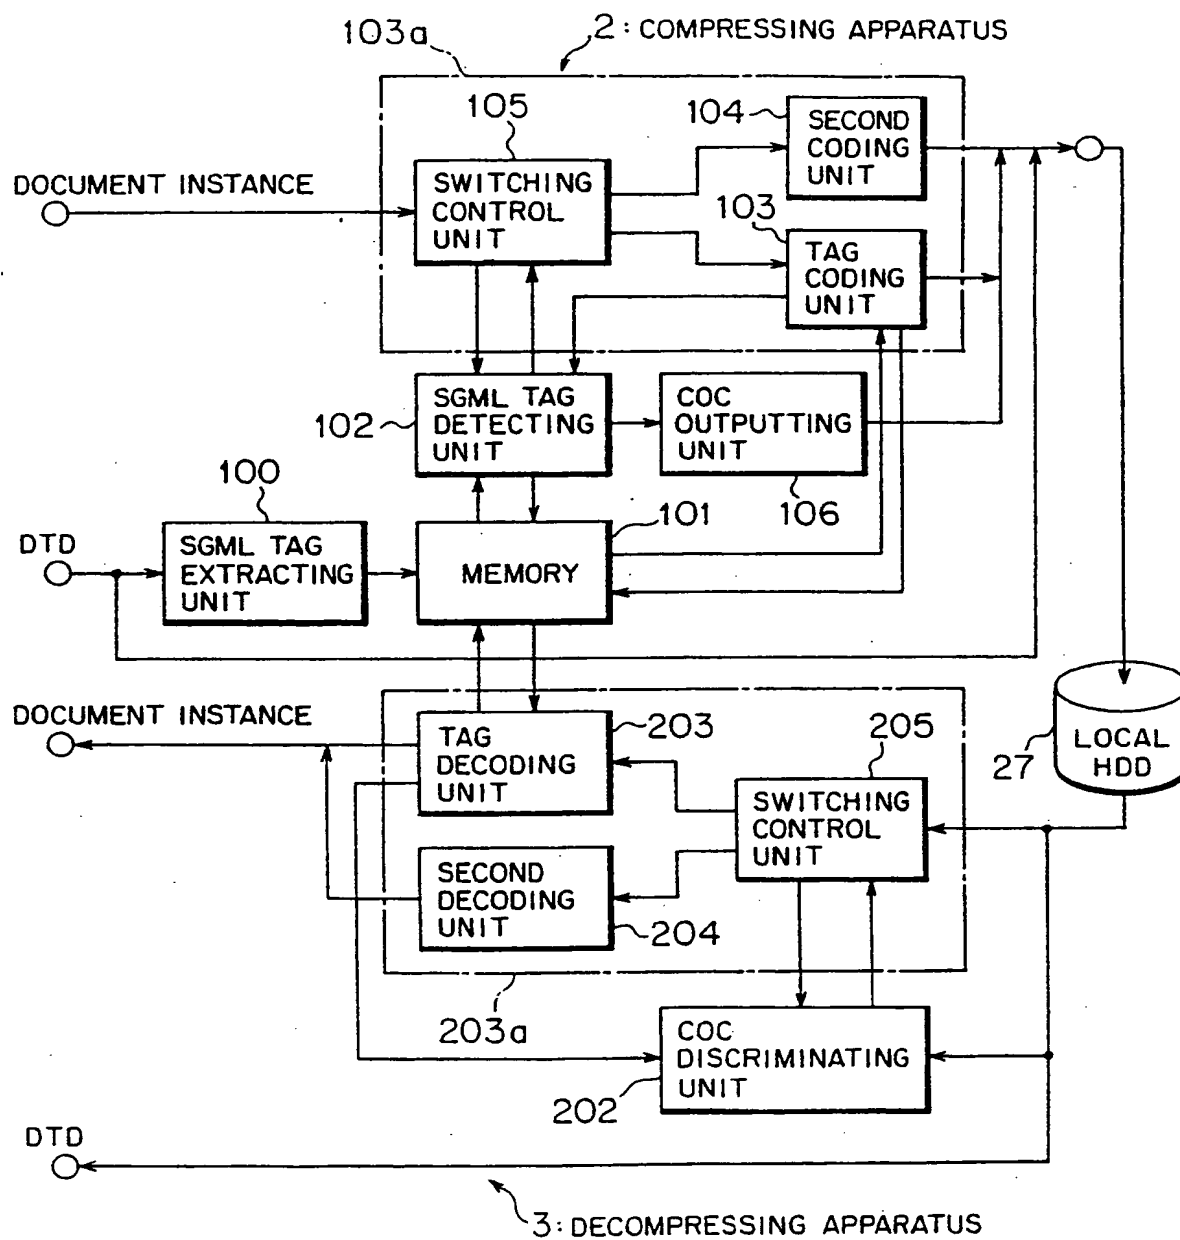 103a
2: COMPRESSING APPARATUS
105
104
SECOND
CODING
UNIT
DOCUMENT INSTANCE
SWITCHING
CONTROL
UNIT
103
TAG
CODING
UNIT
102
SGML TAG
DETECTING
UNIT
COC
OUTPUTTING
UNIT
100
101
106
DTD
SGML TAG
EXTRACTING
UNIT
MEMORY
DOCUMENT INSTANCE
TAG
DECODING
UNIT
203
205
27
LOCAL
HDD
SWITCHING
CONTROL
UNIT
SECOND
DECODING
UNIT
204
203a
COC
DISCRIMINATING
UNIT
202
DTD
3: DECOMPRESSING APPARATUS